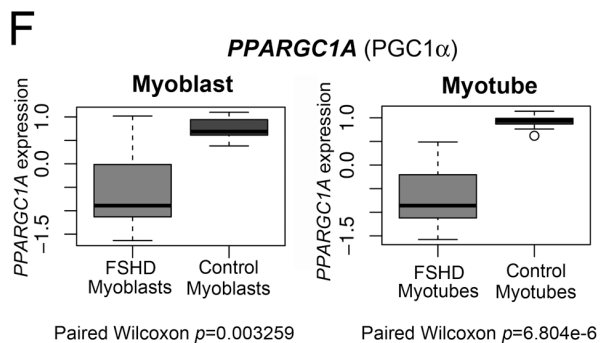 F
PPARGC1A (PGC1α)
Myoblast
PPARGC1A expression
1.0
0.0
−1.5
FSHD
Myoblasts
Control
Myoblasts
Paired Wilcoxon p=0.003259
Myotube
PPARGC1A expression
1.0
0.0
−1.5
FSHD
Myotubes
Control
Myotubes
Paired Wilcoxon p=6.804e-6